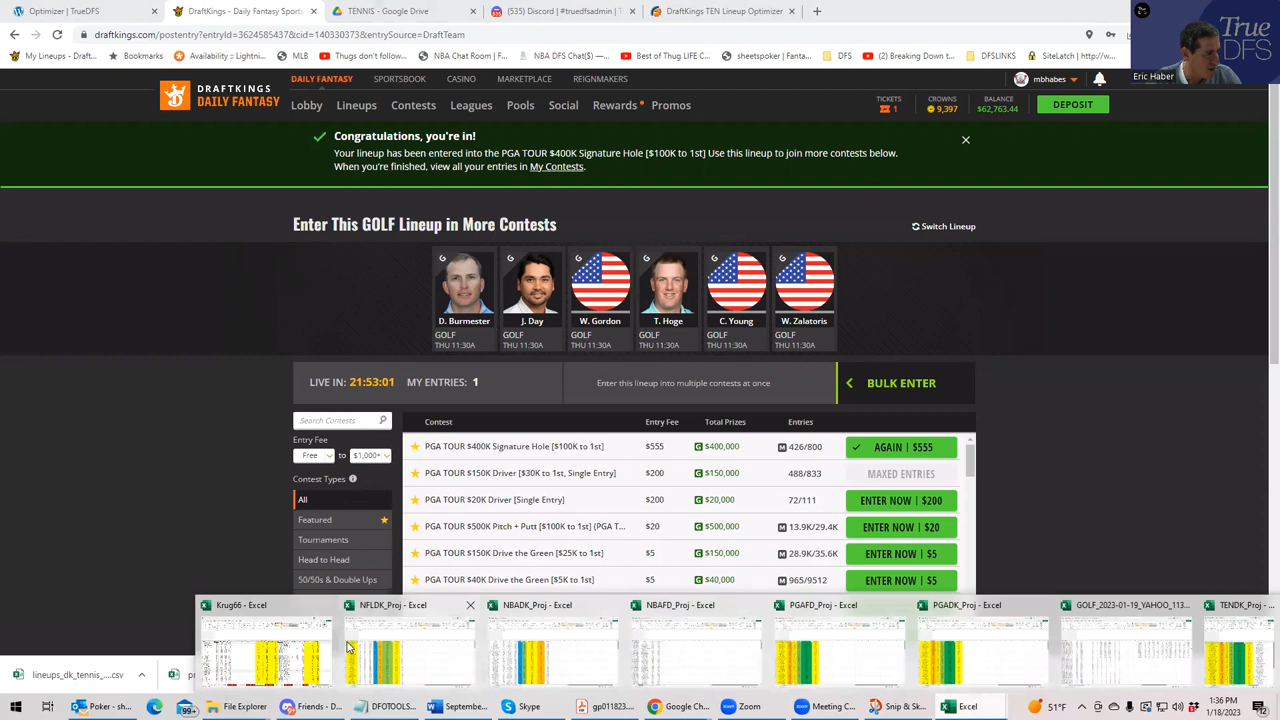 Optimizer | TrueDFS
DraftKings - Daily Fantasy Sport
TENNIS - Google Drive
(535) Discord | #truedfsadmin | T
DraftKings TEN Lineup Optimizer
draftkings.com/postentry?entryId=3624585437&cid=140330373&entrySource=DraftTeam
My Lineups - Draft...
Bookmarks
Availability = Lightnin...
MLB
Thugs don't follow...
NBA Chat Room / F...
NBA DFS Chat($) —...
Best of Thug LIFE C...
sheetspoker | Fanta...
DFS
(2) Breaking Down t...
DFSLINKS
SiteLatch | http://w...
True
DFS
Eric Haber
DRAFTKINGS
DAILY FANTASY
DAILY FANTASY
SPORTSBOOK
CASINO
MARKETPLACE
REIGNMAKERS
mbhabes
Lobby
Lineups
Contests
Leagues
Pools
Social
Rewards
Promos
TICKETS
1
CROWNS
9,397
BALANCE
$62,763.44
DEPOSIT
Congratulations, you're in!
Your lineup has been entered into the PGA TOUR $400K Signature Hole [$100K to 1st] Use this lineup to join more contests below.
When you're finished, view all your entries in My Contests.
Enter This GOLF Lineup in More Contests
Switch Lineup
G G G G G G
D. Burmester J. Day W. Gordon T. Hoge C. Young W. Zalatoris
GOLF GOLF GOLF GOLF GOLF GOLF
THU 11:30A THU 11:30A THU 11:30A THU 11:30A THU 11:30A THU 11:30A
LIVE IN: 21:53:01 MY ENTRIES: 1
Enter this lineup into multiple contests at once
BULK ENTER
Search Contests
Entry Fee
Free to $1,000+
Contest Types
All
Featured
Tournaments
Head to Head
50/50s & Double Ups
Contest Entry Fee Total Prizes Entries
PGA TOUR $400K Signature Hole [$100K to 1st] $555 G $400,000 M 426/800 AGAIN | $555
PGA TOUR $150K Driver [$30K to 1st, Single Entry] $200 G $150,000 488/833 MAXED ENTRIES
PGA TOUR $20K Driver [Single Entry] $200 G $20,000 72/111 ENTER NOW | $200
PGA TOUR $500K Pitch + Putt [$100K to 1st] (PGA T... $20 G $500,000 M 13.9K/29.4K ENTER NOW | $20
PGA TOUR $150K Drive the Green [$25K to 1st] $5 G $150,000 M 28.9K/35.6K ENTER NOW | $5
PGA TOUR $40K Drive the Green [$5K to 1st] $5 G $40,000 M 965/9512 ENTER NOW | $5
Krug66 - Excel
NFLDK_Proj - Excel
NBADK_Proj - Excel
NBAFD_Proj - Excel
PGAFD_Proj - Excel
PGADK_Proj - Excel
GOLF_2023-01-19_YAHOO_113...
TENDK_Proj - ...
lineups_dk_tennis_....csv
Poker - sh...
99+
File Explorer
Friends - D...
DFOTOOLS...
Septembe...
Skype
gp011823...
Google Ch...
Zoom
Meeting C...
Snip & Sk...
Excel
51°F
1:36 PM
1/18/2023
12